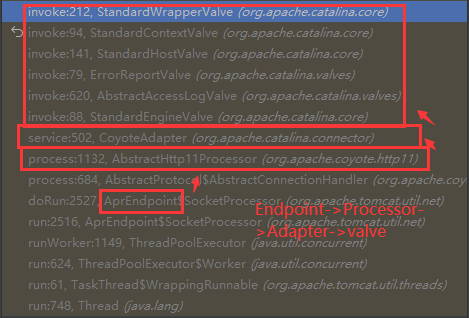 invoke:212, StandardWrapperValve (org.apache.catalina.core)
invoke:94, StandardContextValve (org.apache.catalina.core)
invoke:141, StandardHostValve (org.apache.catalina.core)
invoke:79, ErrorReportValve (org.apache.catalina.valves)
invoke:620, AbstractAccessLogValve (org.apache.catalina.valves)
invoke:88, StandardEngineValve (org.apache.catalina.core)
service:502, CoyoteAdapter (org.apache.catalina.connector)
process:1132, AbstractHttp11Processor (org.apache.coyote.http11)
process:684, AbstractProtocol$AbstractConnectionHandler (org.apache.coyote
doRun:2527, AprEndpoint$SocketProcessor (org.apache.tomcat.util.net)
run:2516, AprEndpoint$SocketProcessor (org.apache.tomcat.util.net)
runWorker:1149, ThreadPoolExecutor (java.util.concurrent)
run:624, ThreadPoolExecutor$Worker (java.util.concurrent)
run:61, TaskThread$WrappingRunnable (org.apache.tomcat.util.threads)
run:748, Thread (java.lang)
Endpoint->Processor-
>Adapter->valve